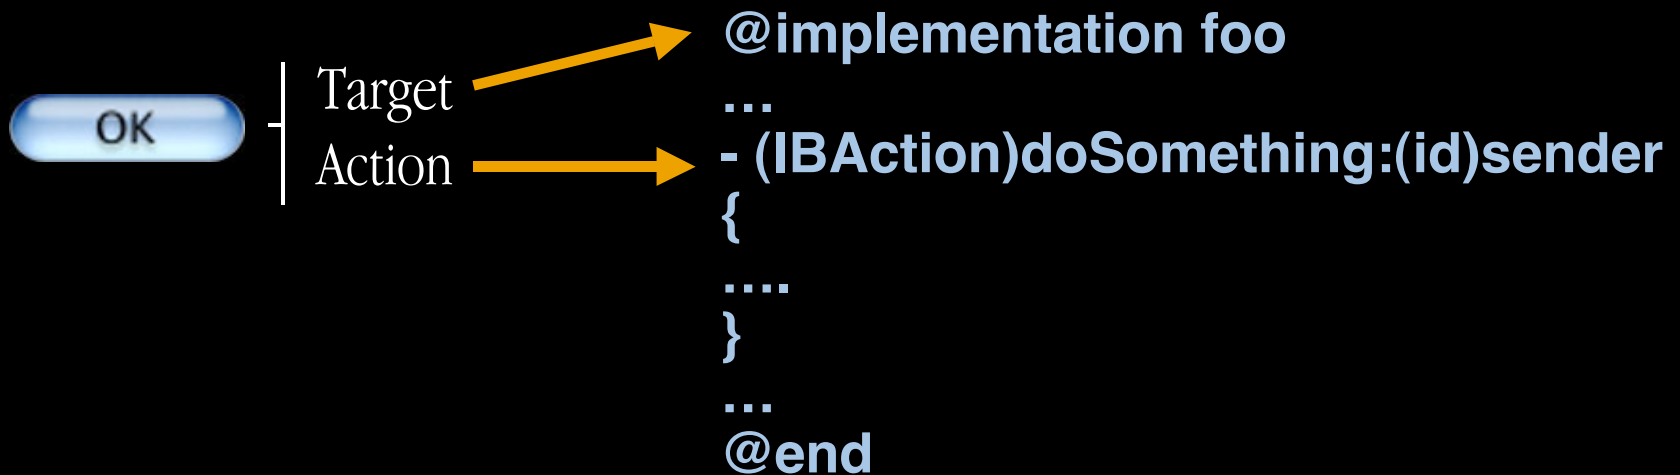 OK
Target
Action
@implementation foo
...
- (IBAction)doSomething:(id)sender
{
....
}
...
@end